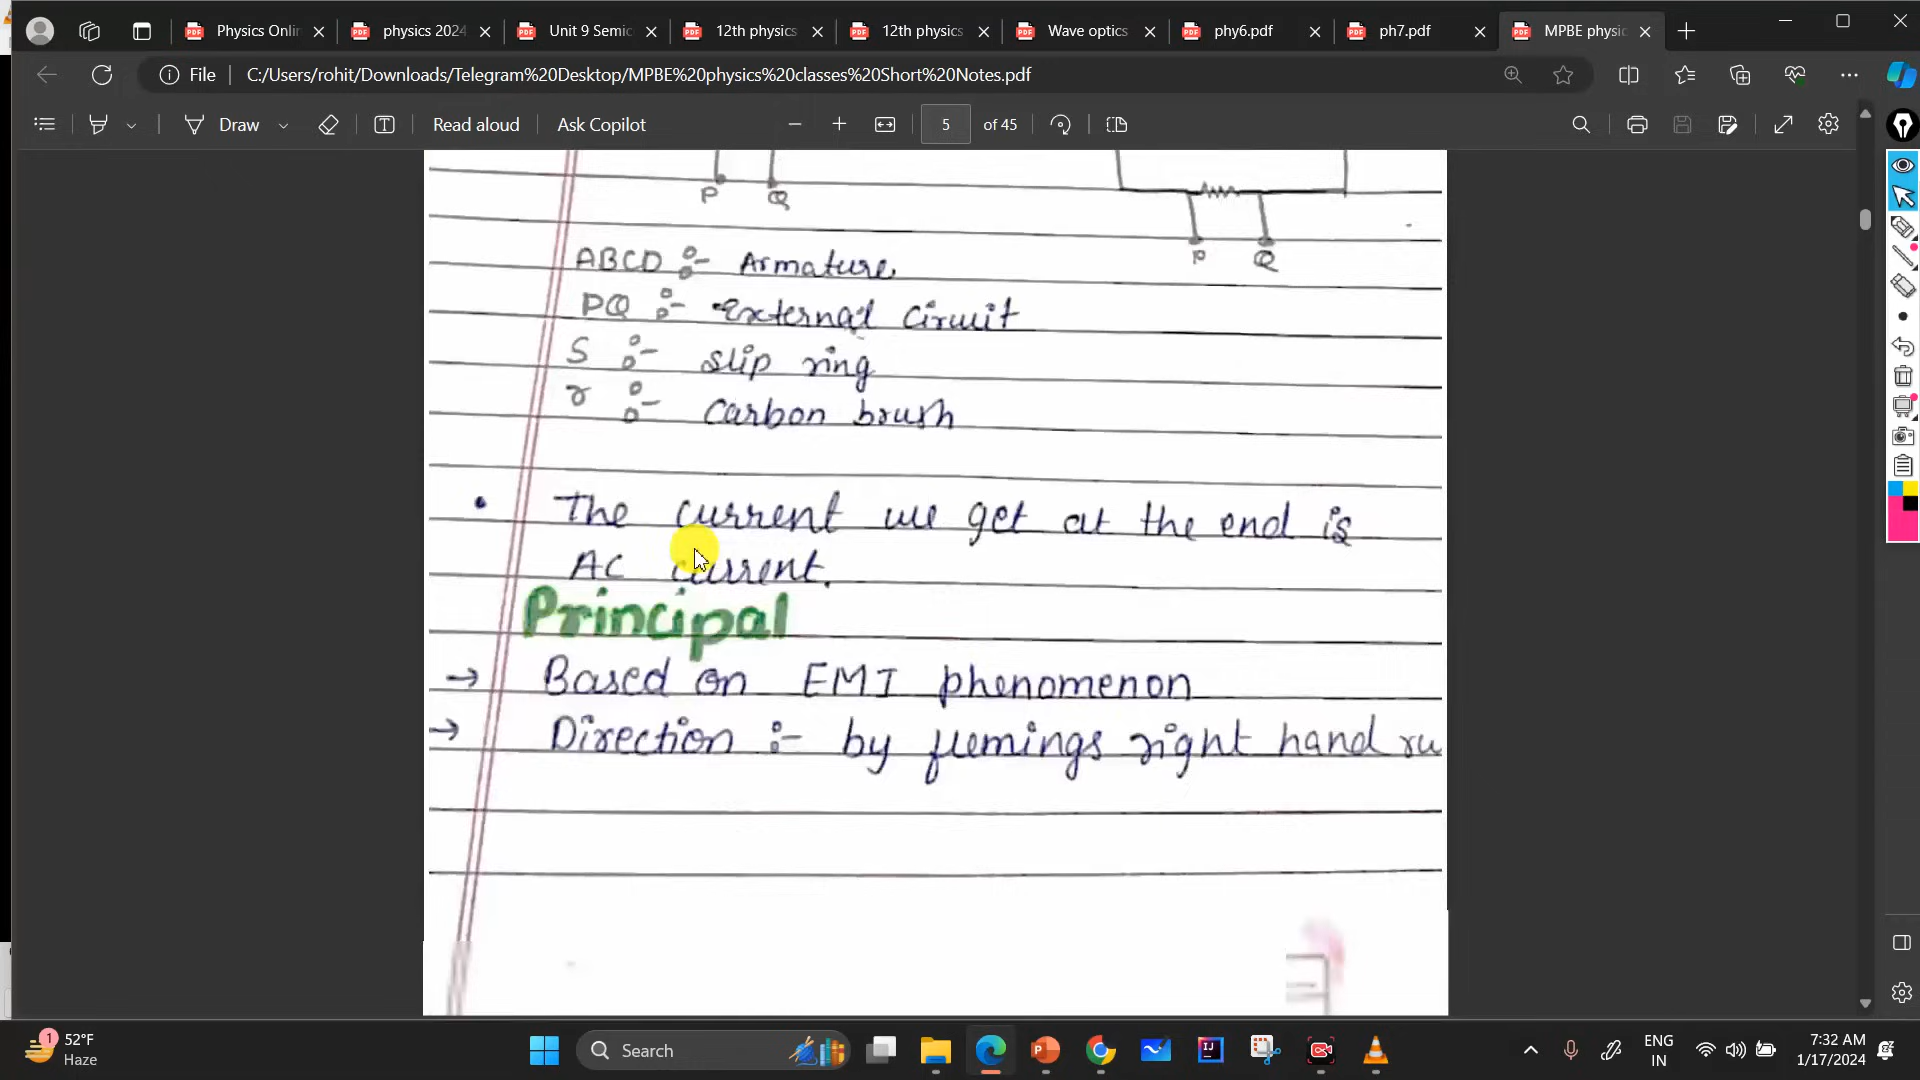 Physics Onlin
physics 2024
Unit 9 Semic
12th physics
12th physics
Wave optics
phy6.pdf
ph7.pdf
MPBE physic
File
C:/Users/rohit/Downloads/Telegram%20Desktop/MPBE%20physics%20classes%20Short%20Notes.pdf
Draw
Read aloud
Ask Copilot
5
of 45
P Q
P Q
ABCD :- Armature
PQ :- External Ciruit
S :- slip ring
r :- Carbon brush
• The current we get at the end is
AC current.
Principal
→ Based on EMI phenomenon
→ Direction :- by flemings right hand ru
1
52°F
Haze
Search
ENG
IN
7:32 AM
1/17/2024